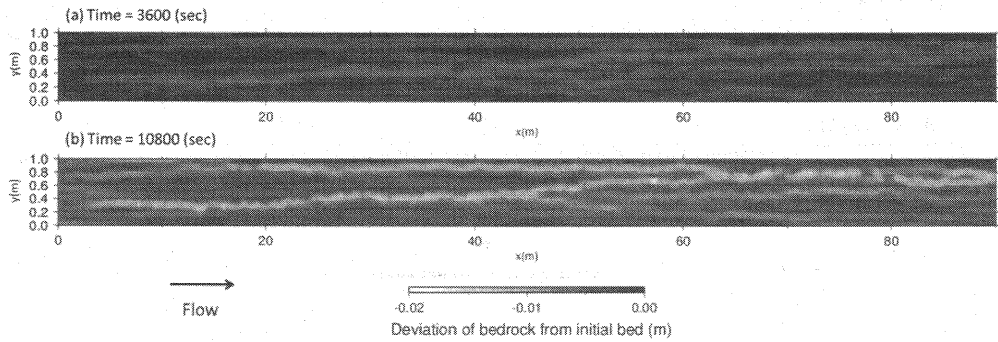 (a) Time = 3600 (sec)
1.0
0.8
0.6
0.4
0.2
0.0
y(m)
0 20 40 60 80
x(m)
(b) Time = 10800 (sec)
1.0
0.8
0.6
0.4
0.2
0.0
y(m)
0 20 40 60 80
x(m)
Flow
-0.02 -0.01 0.00
Deviation of bedrock from initial bed (m)